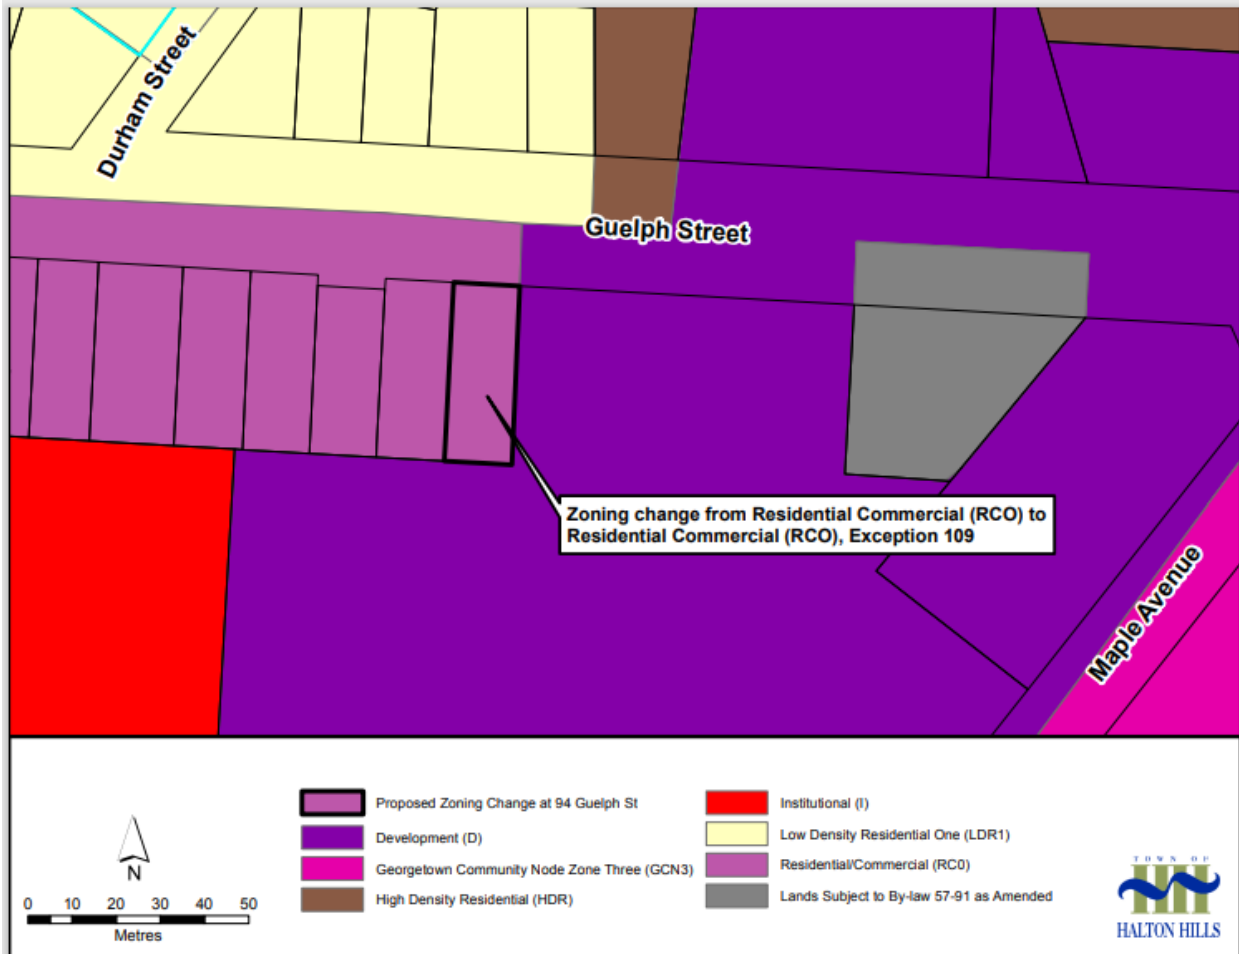 Durham Street
Guelph Street
Zoning change from Residential Commercial (RCO) to
Residential Commercial (RCO), Exception 109
Maple Avenue
Proposed Zoning Change at 94 Guelph St
Development (D)
Georgetown Community Node Zone Three (GCN3)
High Density Residential (HDR)
Institutional (I)
Low Density Residential One (LDR1)
Residential/Commercial (RC0)
Lands Subject to By-law 57-91 as Amended
N
0 10 20 30 40 50
Metres
TOWN OF
HALTON HILLS